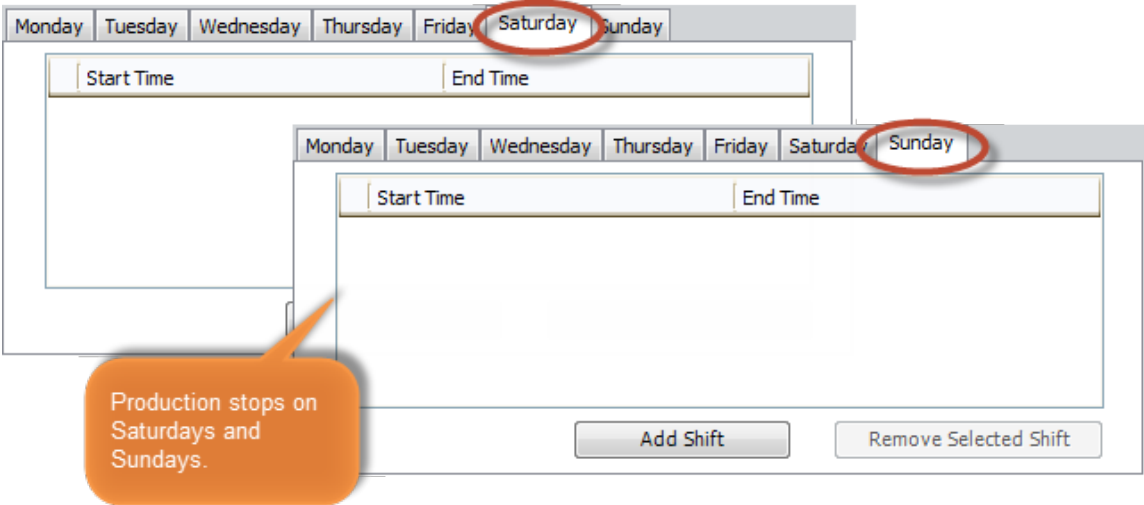 Monday Tuesday Wednesday Thursday Friday Saturday Sunday
Start Time End Time
Monday Tuesday Wednesday Thursday Friday Saturday Sunday
Start Time End Time
Production stops on
Saturdays and
Sundays.
Add Shift Remove Selected Shift